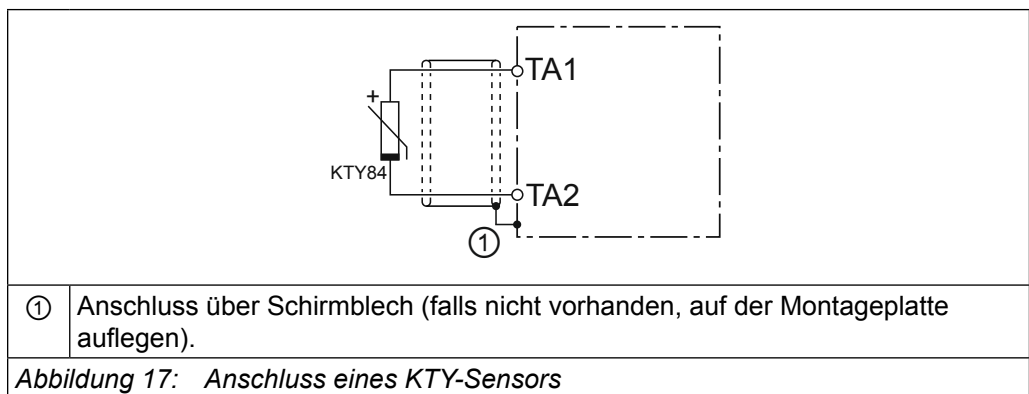 TA1
+
KTY84
TA2
①
① Anschluss über Schirmblech (falls nicht vorhanden, auf der Montageplatte
auflegen).
Abbildung 17: Anschluss eines KTY-Sensors